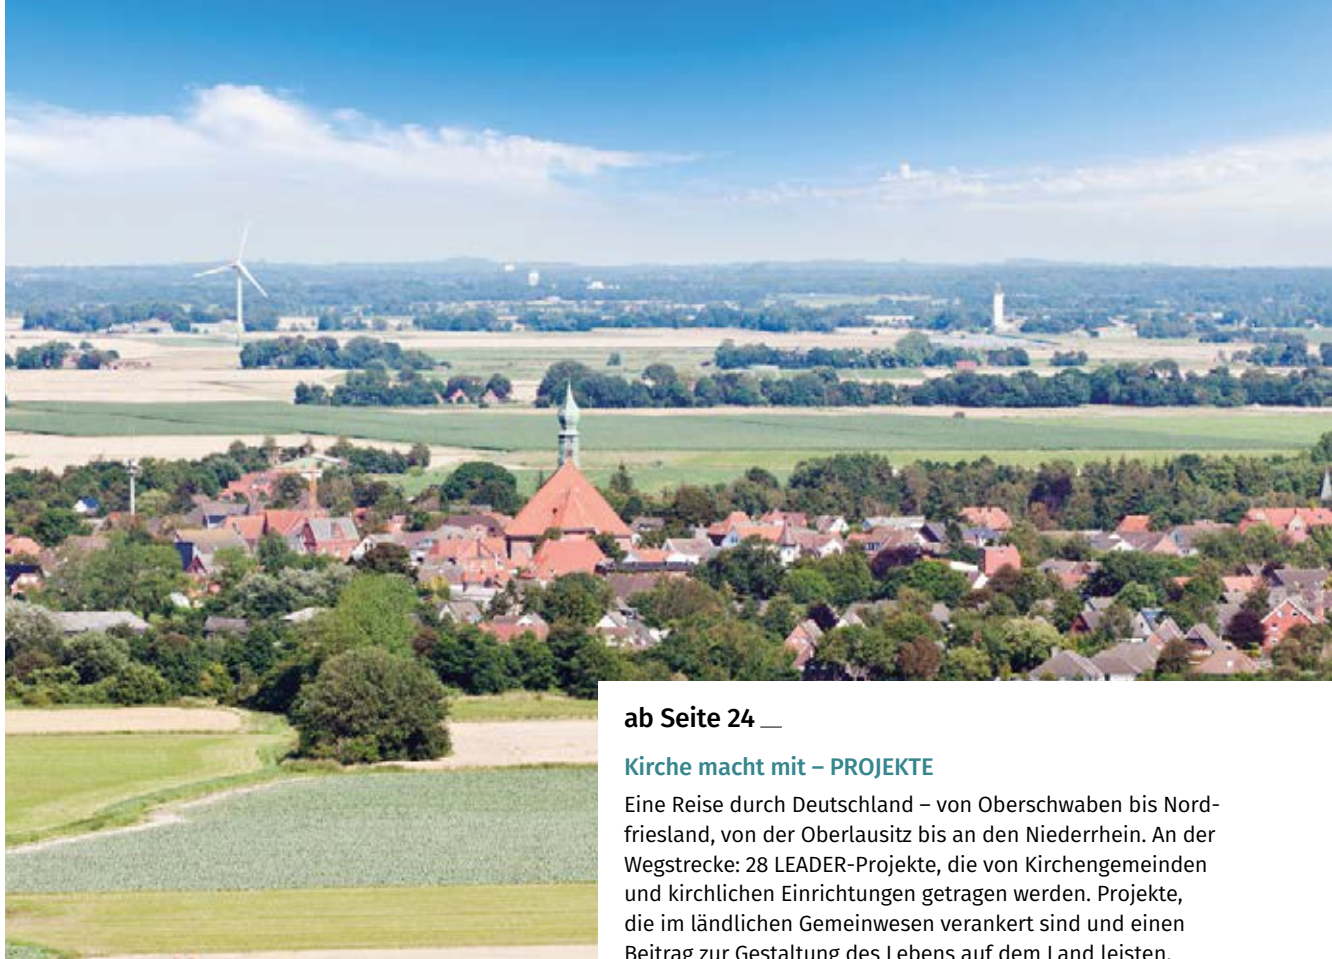 ab Seite 24 __
Kirche macht mit – PROJEKTE
Eine Reise durch Deutschland – von Oberschwaben bis Nord-
friesland, von der Oberlausitz bis an den Niederrhein. An der
Wegstrecke: 28 LEADER-Projekte, die von Kirchengemeinden
und kirchlichen Einrichtungen getragen werden. Projekte,
die im ländlichen Gemeinwesen verankert sind und einen
Beitrag zur Gestaltung des Lebens auf dem Land leisten.